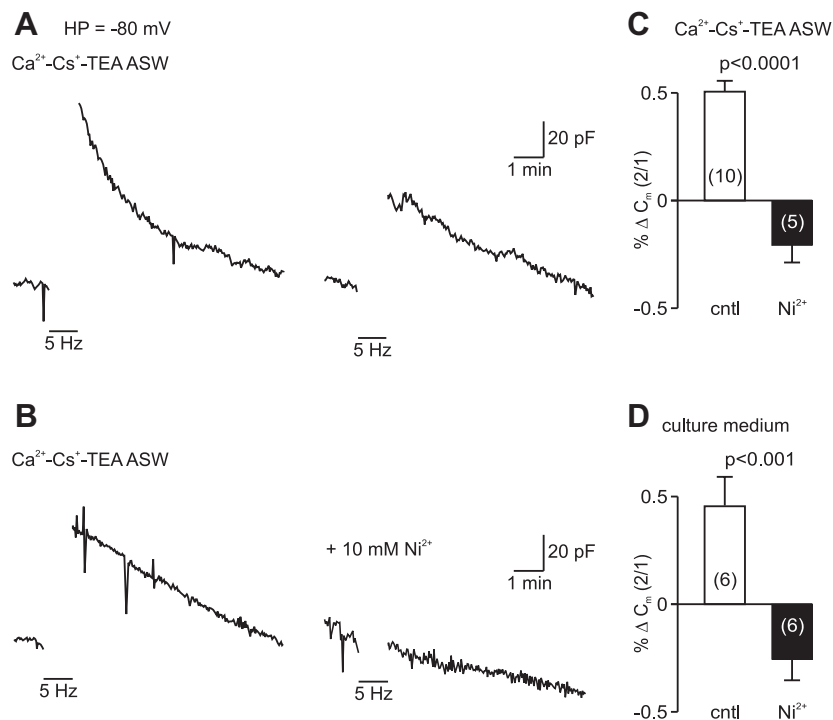 A
HP = -80 mV
Ca²⁺-Cs⁺-TEA ASW
20 pF
1 min
5 Hz
5 Hz
B
Ca²⁺-Cs⁺-TEA ASW
+ 10 mM Ni²⁺
20 pF
1 min
5 Hz
5 Hz
C
Ca²⁺-Cs⁺-TEA ASW
p<0.0001
% Δ Cₘ (2/1)
0.5
0
-0.5
(10)
(5)
cntl
Ni²⁺
D
culture medium
p<0.001
% Δ Cₘ (2/1)
0.5
0
-0.5
(6)
(6)
cntl
Ni²⁺